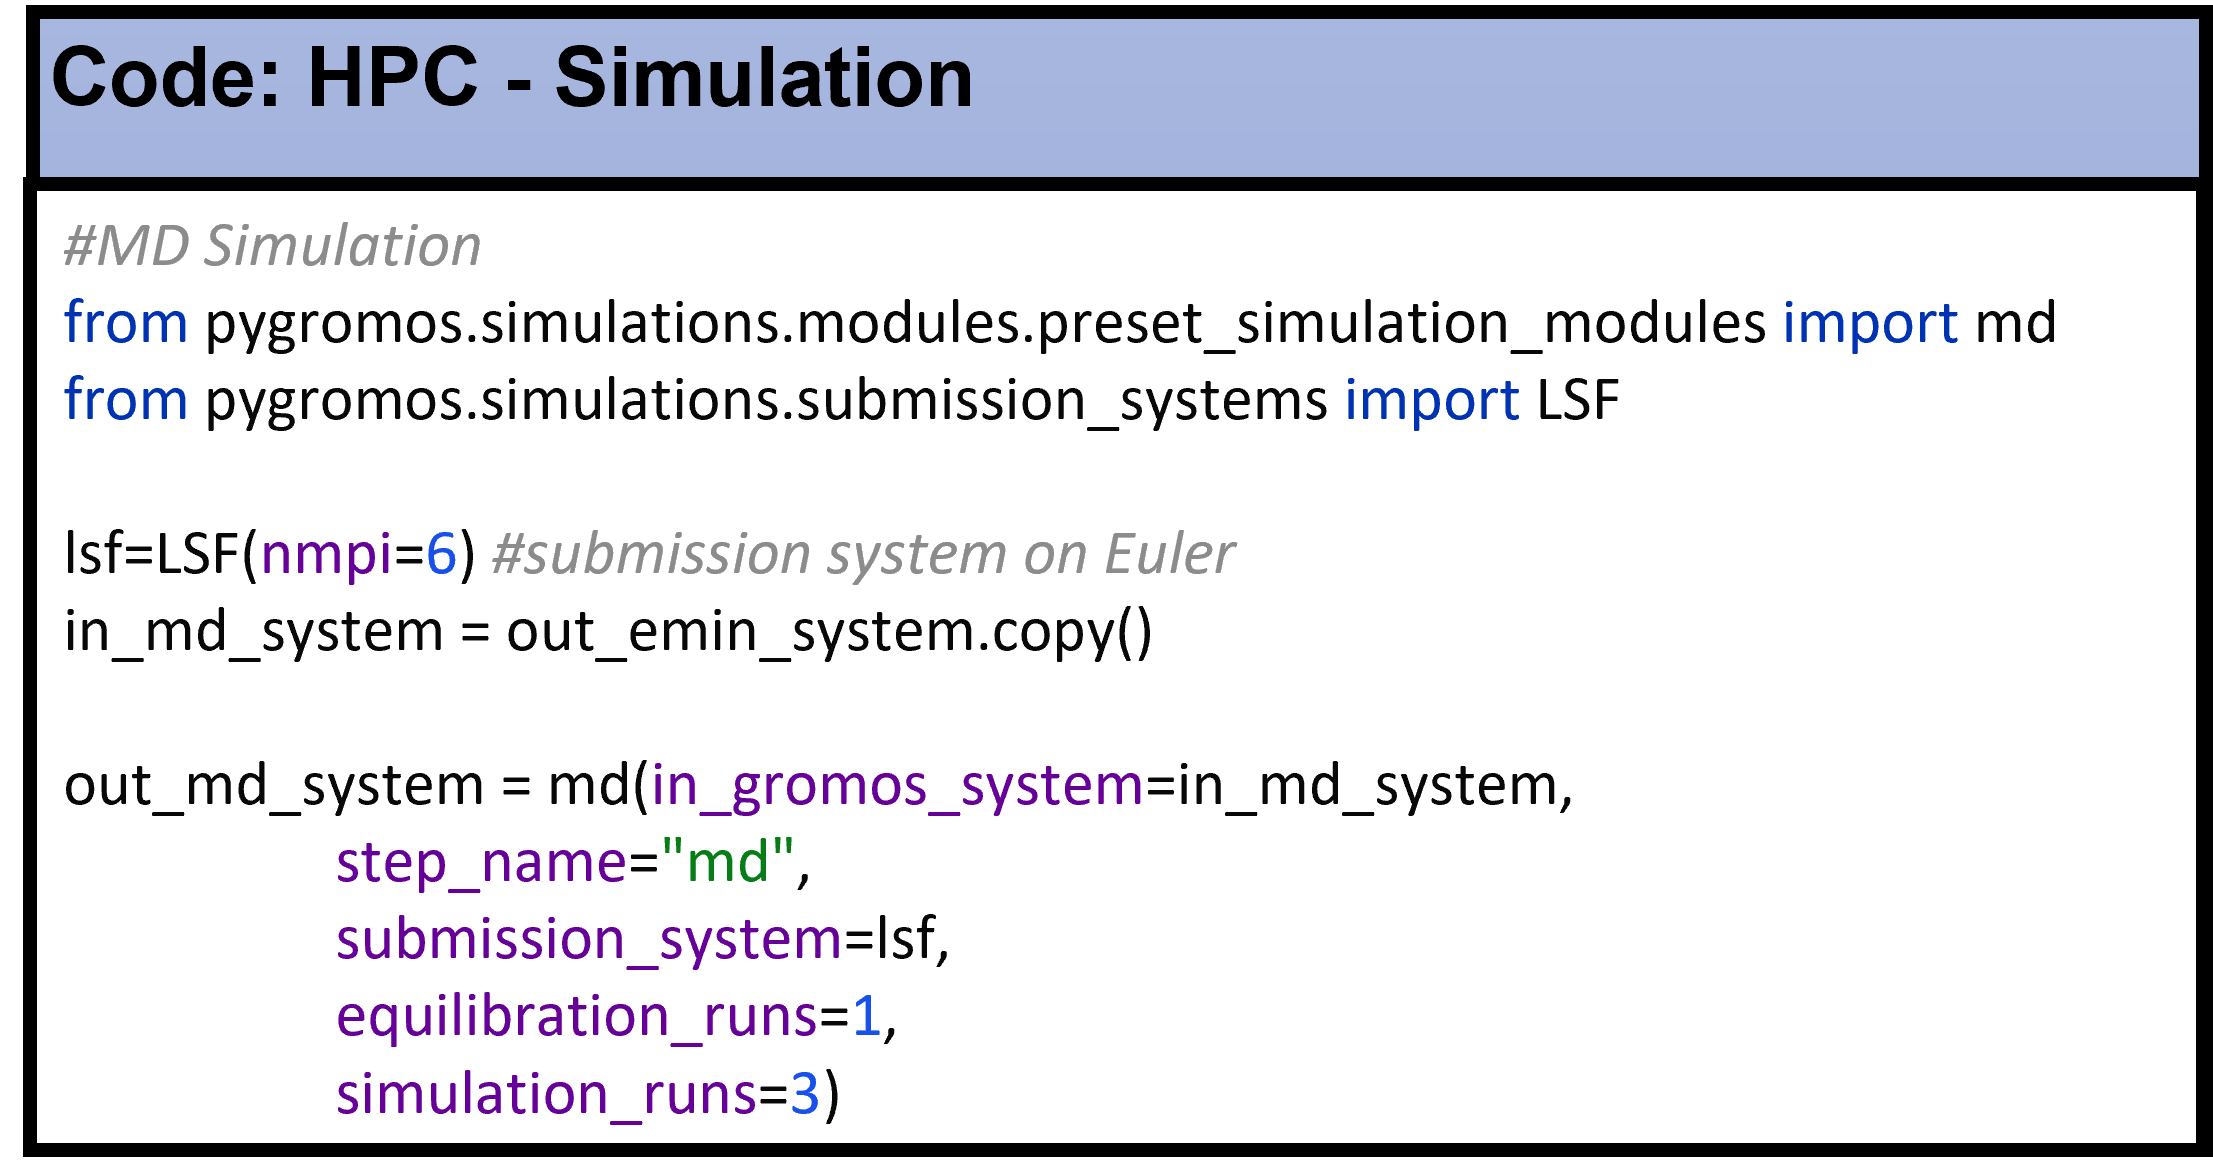 Code: HPC - Simulation
#MD Simulation
from pygromos.simulations.modules.preset_simulation_modules import md
from pygromos.simulations.submission_systems import LSF
lsf=LSF(nmpi=6) #submission system on Euler
in_md_system = out_emin_system.copy()
out_md_system = md(in_gromos_system=in_md_system,
step_name="md",
submission_system=lsf,
equilibration_runs=1,
simulation_runs=3)